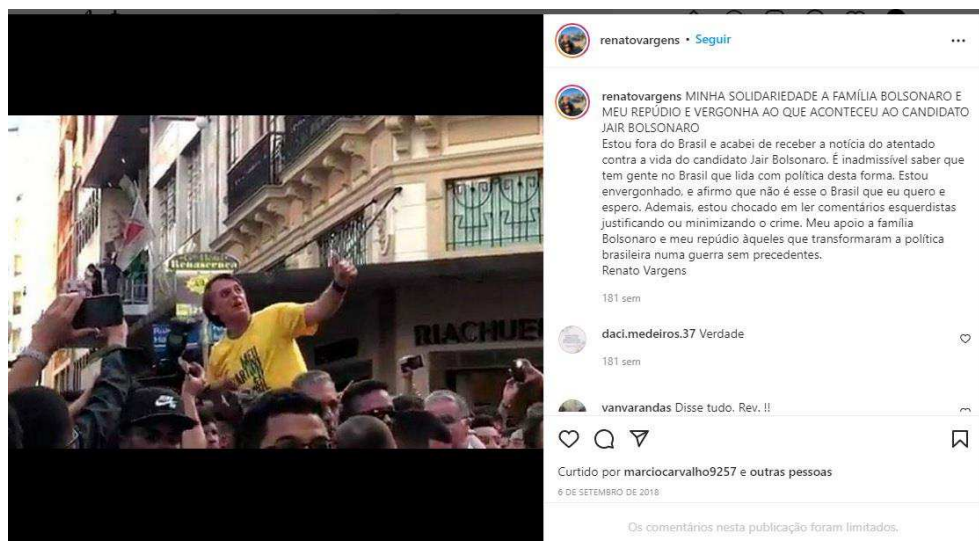 Renascença
RIACHUEL
MEU
renatovargens • Seguir
renatovargens MINHA SOLIDARIEDADE A FAMÍLIA BOLSONARO E
MEU REPÚDIO E VERGONHA AO QUE ACONTECEU AO CANDIDATO
JAIR BOLSONARO
Estou fora do Brasil e acabei de receber a notícia do atentado
contra a vida do candidato Jair Bolsonaro. É inadmissível saber que
tem gente no Brasil que lida com política desta forma. Estou
envergonhado, e afirmo que não é esse o Brasil que eu quero e
espero. Ademais, estou chocado em ler comentários esquerdistas
justificando ou minimizando o crime. Meu apoio a família
Bolsonaro e meu repúdio àqueles que transformaram a política
brasileira numa guerra sem precedentes.
Renato Vargens
181 sem
daci.medeiros.37 Verdade
181 sem
vanvarandas Disse tudo. Rev. !!
Curtido por marciocarvalho9257 e outras pessoas
6 DE SETEMBRO DE 2018
Os comentários nesta publicação foram limitados.